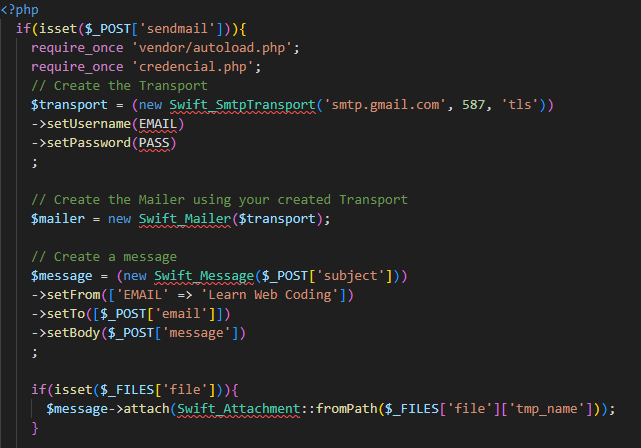 <?php
if(isset($_POST['sendmail'])){
require_once 'vendor/autoload.php';
require_once 'credencial.php';
// Create the Transport
$transport = (new Swift_SmtpTransport('smtp.gmail.com', 587, 'tls'))
->setUsername(EMAIL)
->setPassword(PASS)
;
// Create the Mailer using your created Transport
$mailer = new Swift_Mailer($transport);
// Create a message
$message = (new Swift_Message($_POST['subject']))
->setFrom(['EMAIL' => 'Learn Web Coding'])
->setTo([$_POST['email']])
->setBody($_POST['message'])
;
if(isset($_FILES['file'])){
$message->attach(Swift_Attachment::fromPath($_FILES['file']['tmp_name']));
}